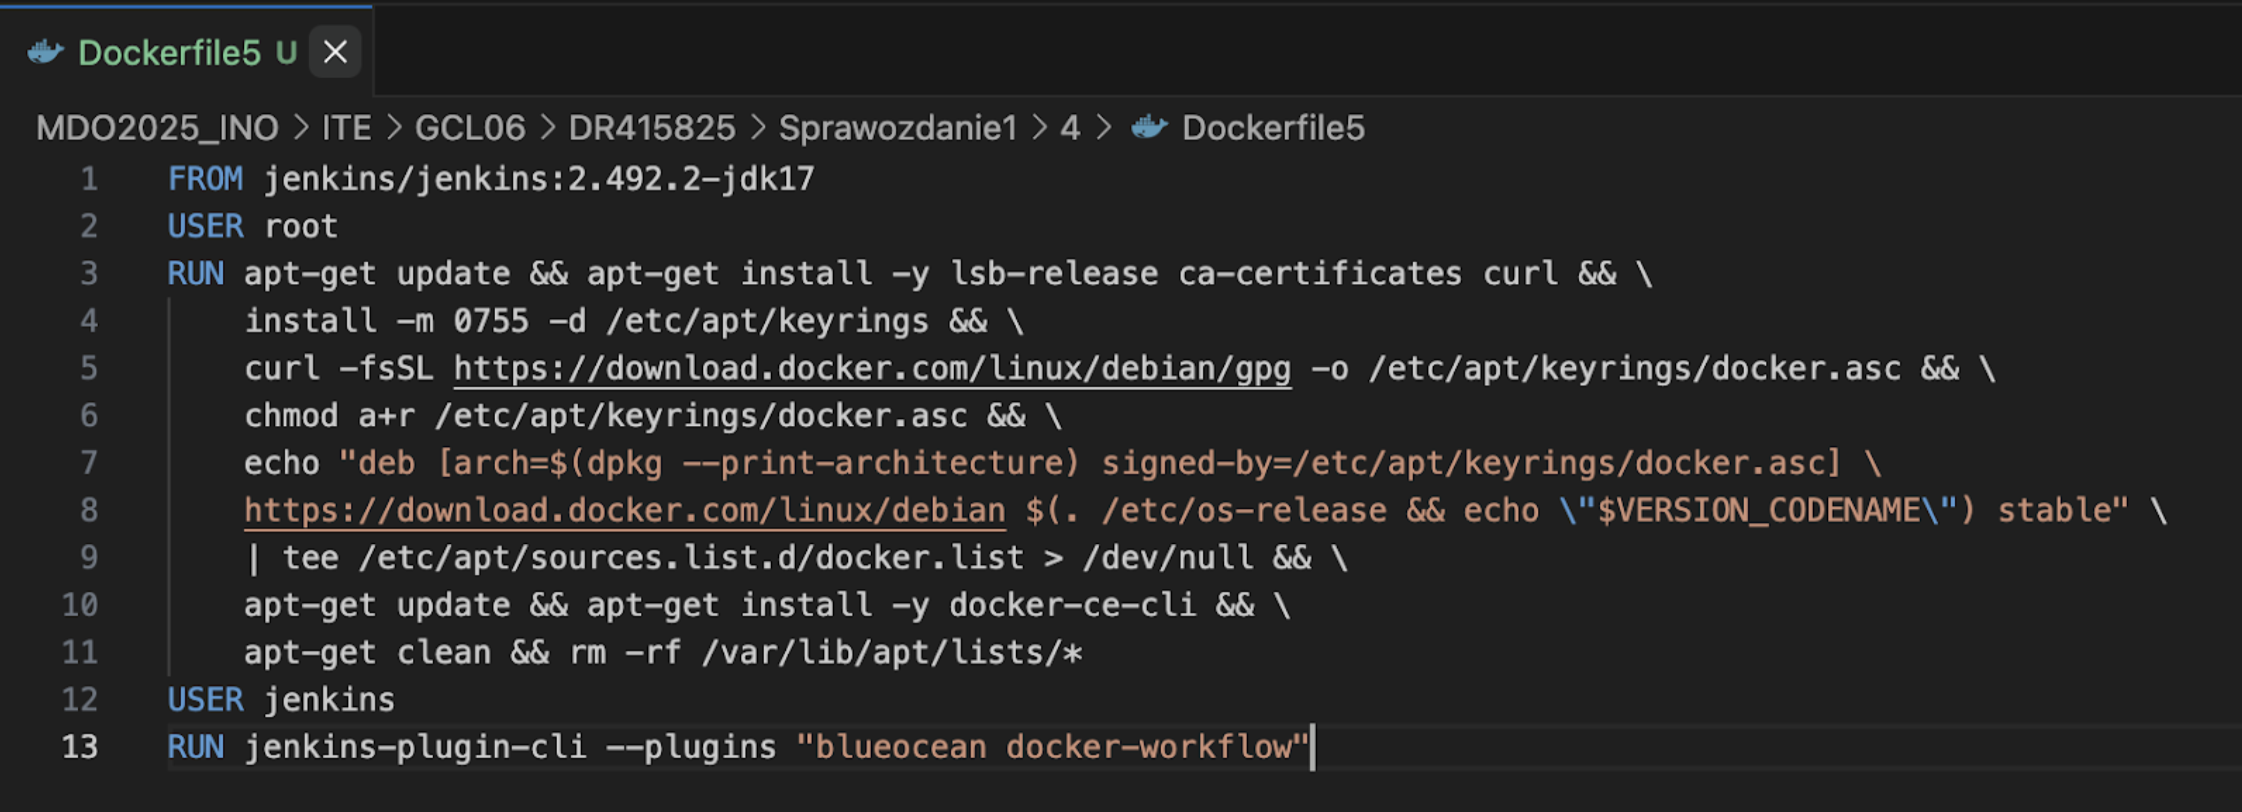 Dockerfile5 U
MDO2025_INO > ITE > GCL06 > DR415825 > Sprawozdanie1 > 4 > Dockerfile5
1 FROM jenkins/jenkins:2.492.2-jdk17
2 USER root
3 RUN apt-get update && apt-get install -y lsb-release ca-certificates curl && \
4     install -m 0755 -d /etc/apt/keyrings && \
5     curl -fsSL https://download.docker.com/linux/debian/gpg -o /etc/apt/keyrings/docker.asc && \
6     chmod a+r /etc/apt/keyrings/docker.asc && \
7     echo "deb [arch=$(dpkg --print-architecture) signed-by=/etc/apt/keyrings/docker.asc] \
8     https://download.docker.com/linux/debian $(. /etc/os-release && echo \"$VERSION_CODENAME\") stable" \
9     | tee /etc/apt/sources.list.d/docker.list > /dev/null && \
10     apt-get update && apt-get install -y docker-ce-cli && \
11     apt-get clean && rm -rf /var/lib/apt/lists/*
12 USER jenkins
13 RUN jenkins-plugin-cli --plugins "blueocean docker-workflow"